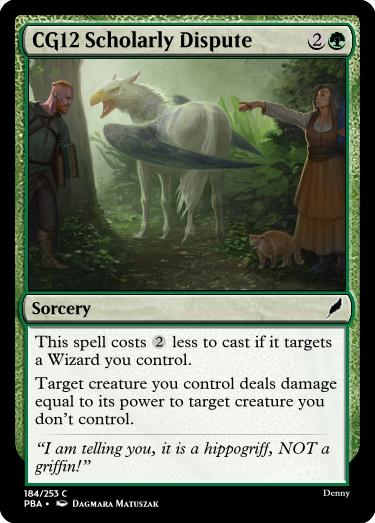 CG12 Scholarly Dispute 2
Sorcery
This spell costs 2 less to cast if it targets
a Wizard you control.
Target creature you control deals damage
equal to its power to target creature you
don't control.
"I am telling you, it is a hippogriff, NOT a
griffin!"
184/253 C Denny
PBA • Dagmara Matuszak